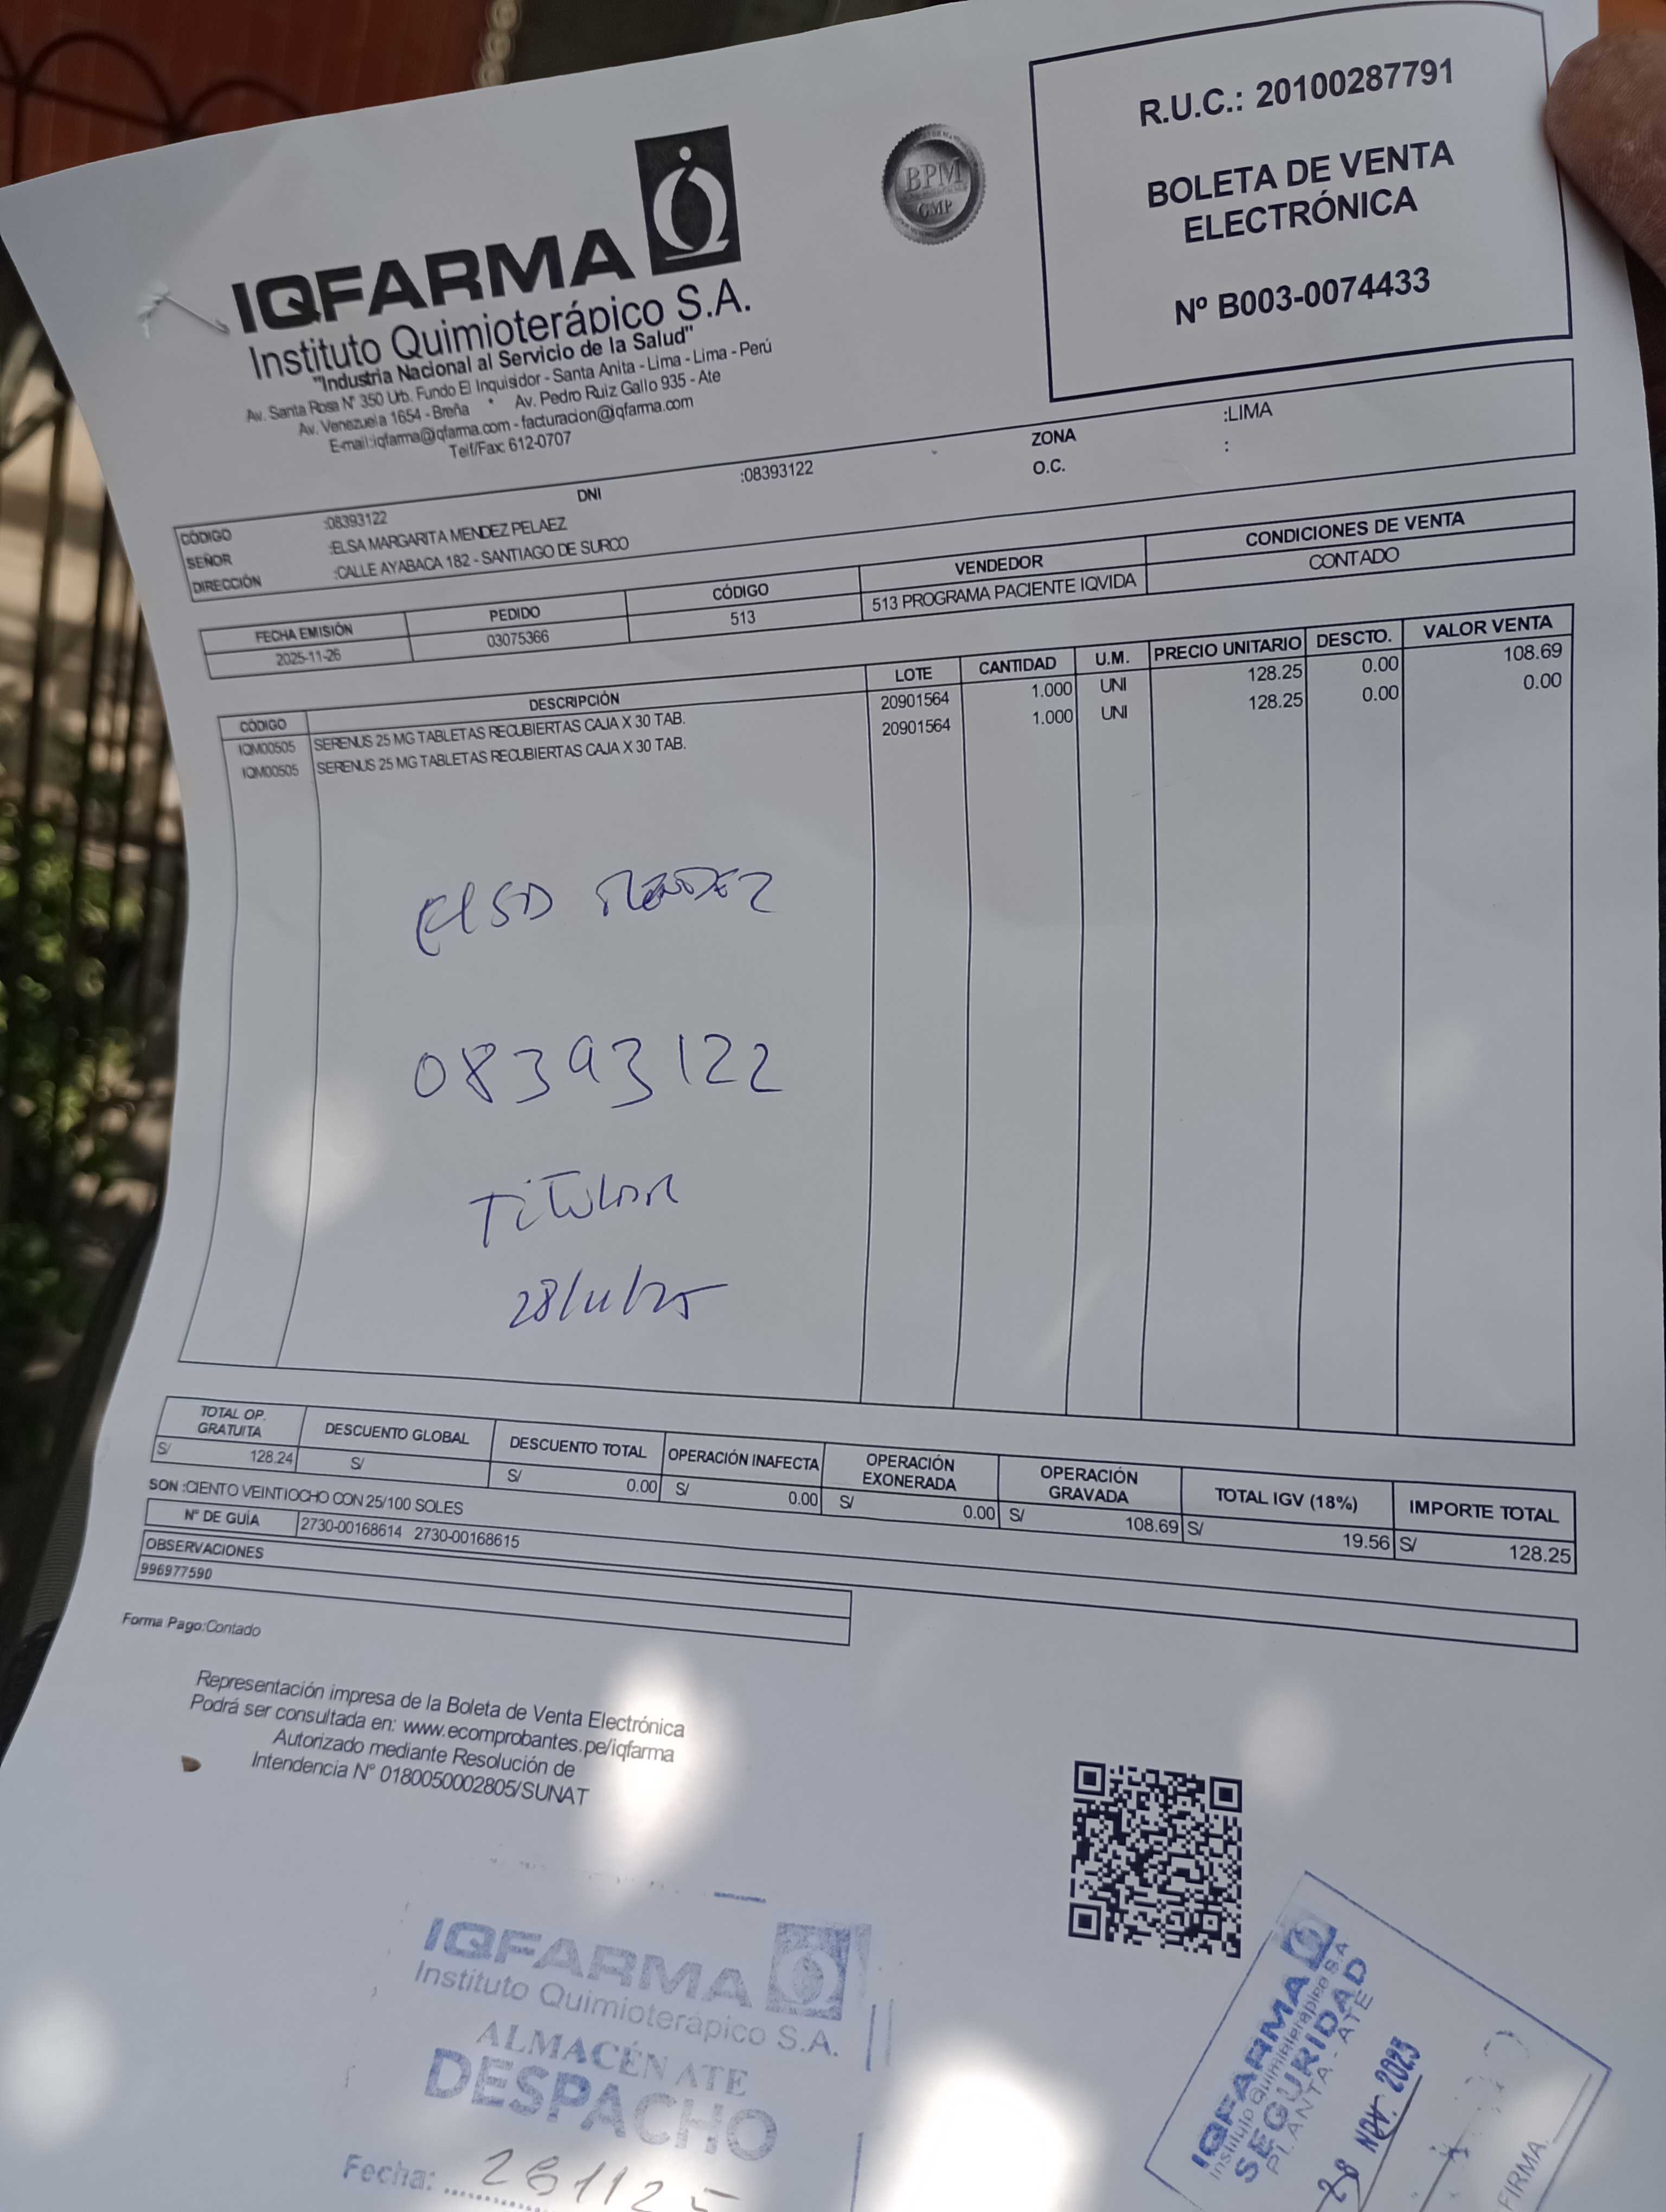 IQFARMA
Instituto Quimioterápico S.A.
"Industria Nacional al Servicio de la Salud"
Av. Santa Rosa N° 350 Urb. Fundo El Inquisidor - Santa Anita - Lima - Lima - Perú
Av. Venezuela 1654 - Breña • Av. Pedro Ruiz Gallo 935 - Ate
E-mail:iqfarma@iqfarma.com - facturacion@iqfarma.com
Telf/Fax: 612-0707
BPM
GMP
R.U.C.: 20100287791
BOLETA DE VENTA
ELECTRÓNICA
Nº B003-0074433
CÓDIGO :08393122 DNI :08393122 ZONA :LIMA
SEÑOR :ELSA MARGARITA MENDEZ PELAEZ O.C. :
DIRECCIÓN :CALLE AYABACA 182 - SANTIAGO DE SURCO
FECHA EMISIÓN PEDIDO CÓDIGO VENDEDOR CONDICIONES DE VENTA
2025-11-26 03075366 513 513 PROGRAMA PACIENTE IQVIDA CONTADO
CÓDIGO DESCRIPCIÓN LOTE CANTIDAD U.M. PRECIO UNITARIO DESCTO. VALOR VENTA
IQM00505 SERENUS 25 MG TABLETAS RECUBIERTAS CAJA X 30 TAB. 20901564 1.000 UNI 128.25 0.00 108.69
IQM00505 SERENUS 25 MG TABLETAS RECUBIERTAS CAJA X 30 TAB. 20901564 1.000 UNI 128.25 0.00 0.00
Elsa Mendez
08393122
Titular
28/11/25
TOTAL OP. GRATUITA DESCUENTO GLOBAL DESCUENTO TOTAL OPERACIÓN INAFECTA OPERACIÓN EXONERADA OPERACIÓN GRAVADA TOTAL IGV (18%) IMPORTE TOTAL
S/ 128.24 S/ S/ 0.00 S/ 0.00 S/ 0.00 S/ 108.69 S/ 19.56 S/ 128.25
SON :CIENTO VEINTIOCHO CON 25/100 SOLES
N° DE GUÍA 2730-00168614 2730-00168615
OBSERVACIONES
996977590
Forma Pago:Contado
Representación impresa de la Boleta de Venta Electrónica
Podrá ser consultada en: www.ecomprobantes.pe/iqfarma
Autorizado mediante Resolución de
Intendencia N° 0180050002805/SUNAT
IQFARMA
Instituto Quimioterápico S.A.
ALMACÉN ATE
DESPACHO
Fecha:
IQFARMA
Instituto Quimioterápico S.A
SEGURIDAD
PLANTA - ATE
28 NOV. 2025
FIRMA